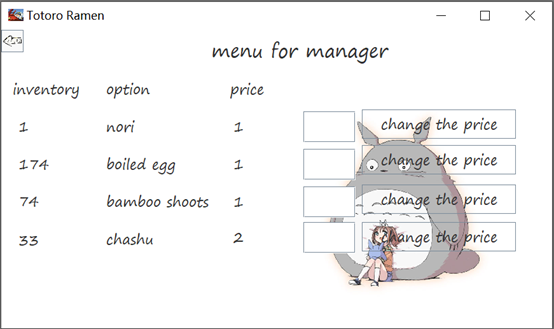 Totoro Ramen
menu for manager
inventory option price
1 nori 1 change the price
174 boiled egg 1 change the price
74 bamboo shoots 1 change the price
33 chashu 2 change the price